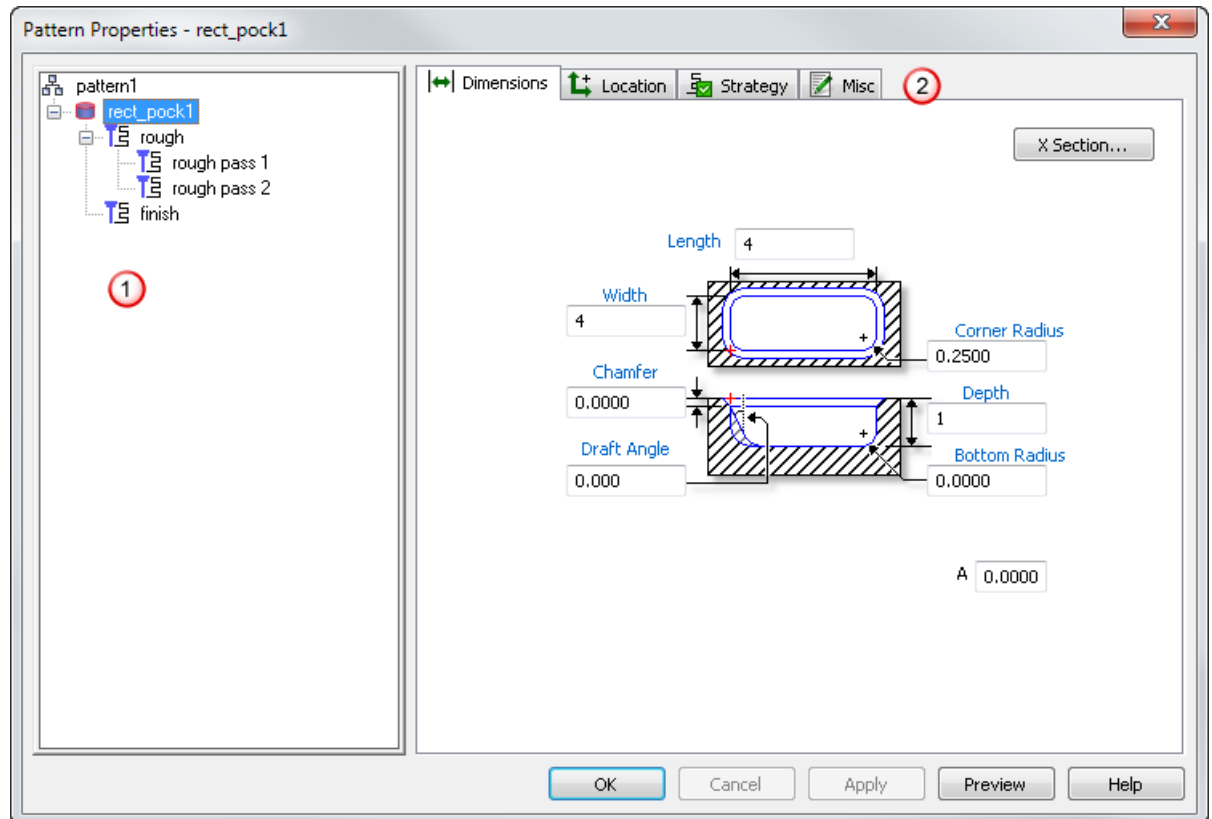 Pattern Properties - rect_pock1
x
pattern1
rect_pock1
rough
rough pass 1
rough pass 2
finish
1
Dimensions
Location
Strategy
Misc
2
X Section...
Length
4
Width
4
Corner Radius
0.2500
Chamfer
0.0000
Depth
1
Draft Angle
0.000
Bottom Radius
0.0000
A 0.0000
OK
Cancel
Apply
Preview
Help